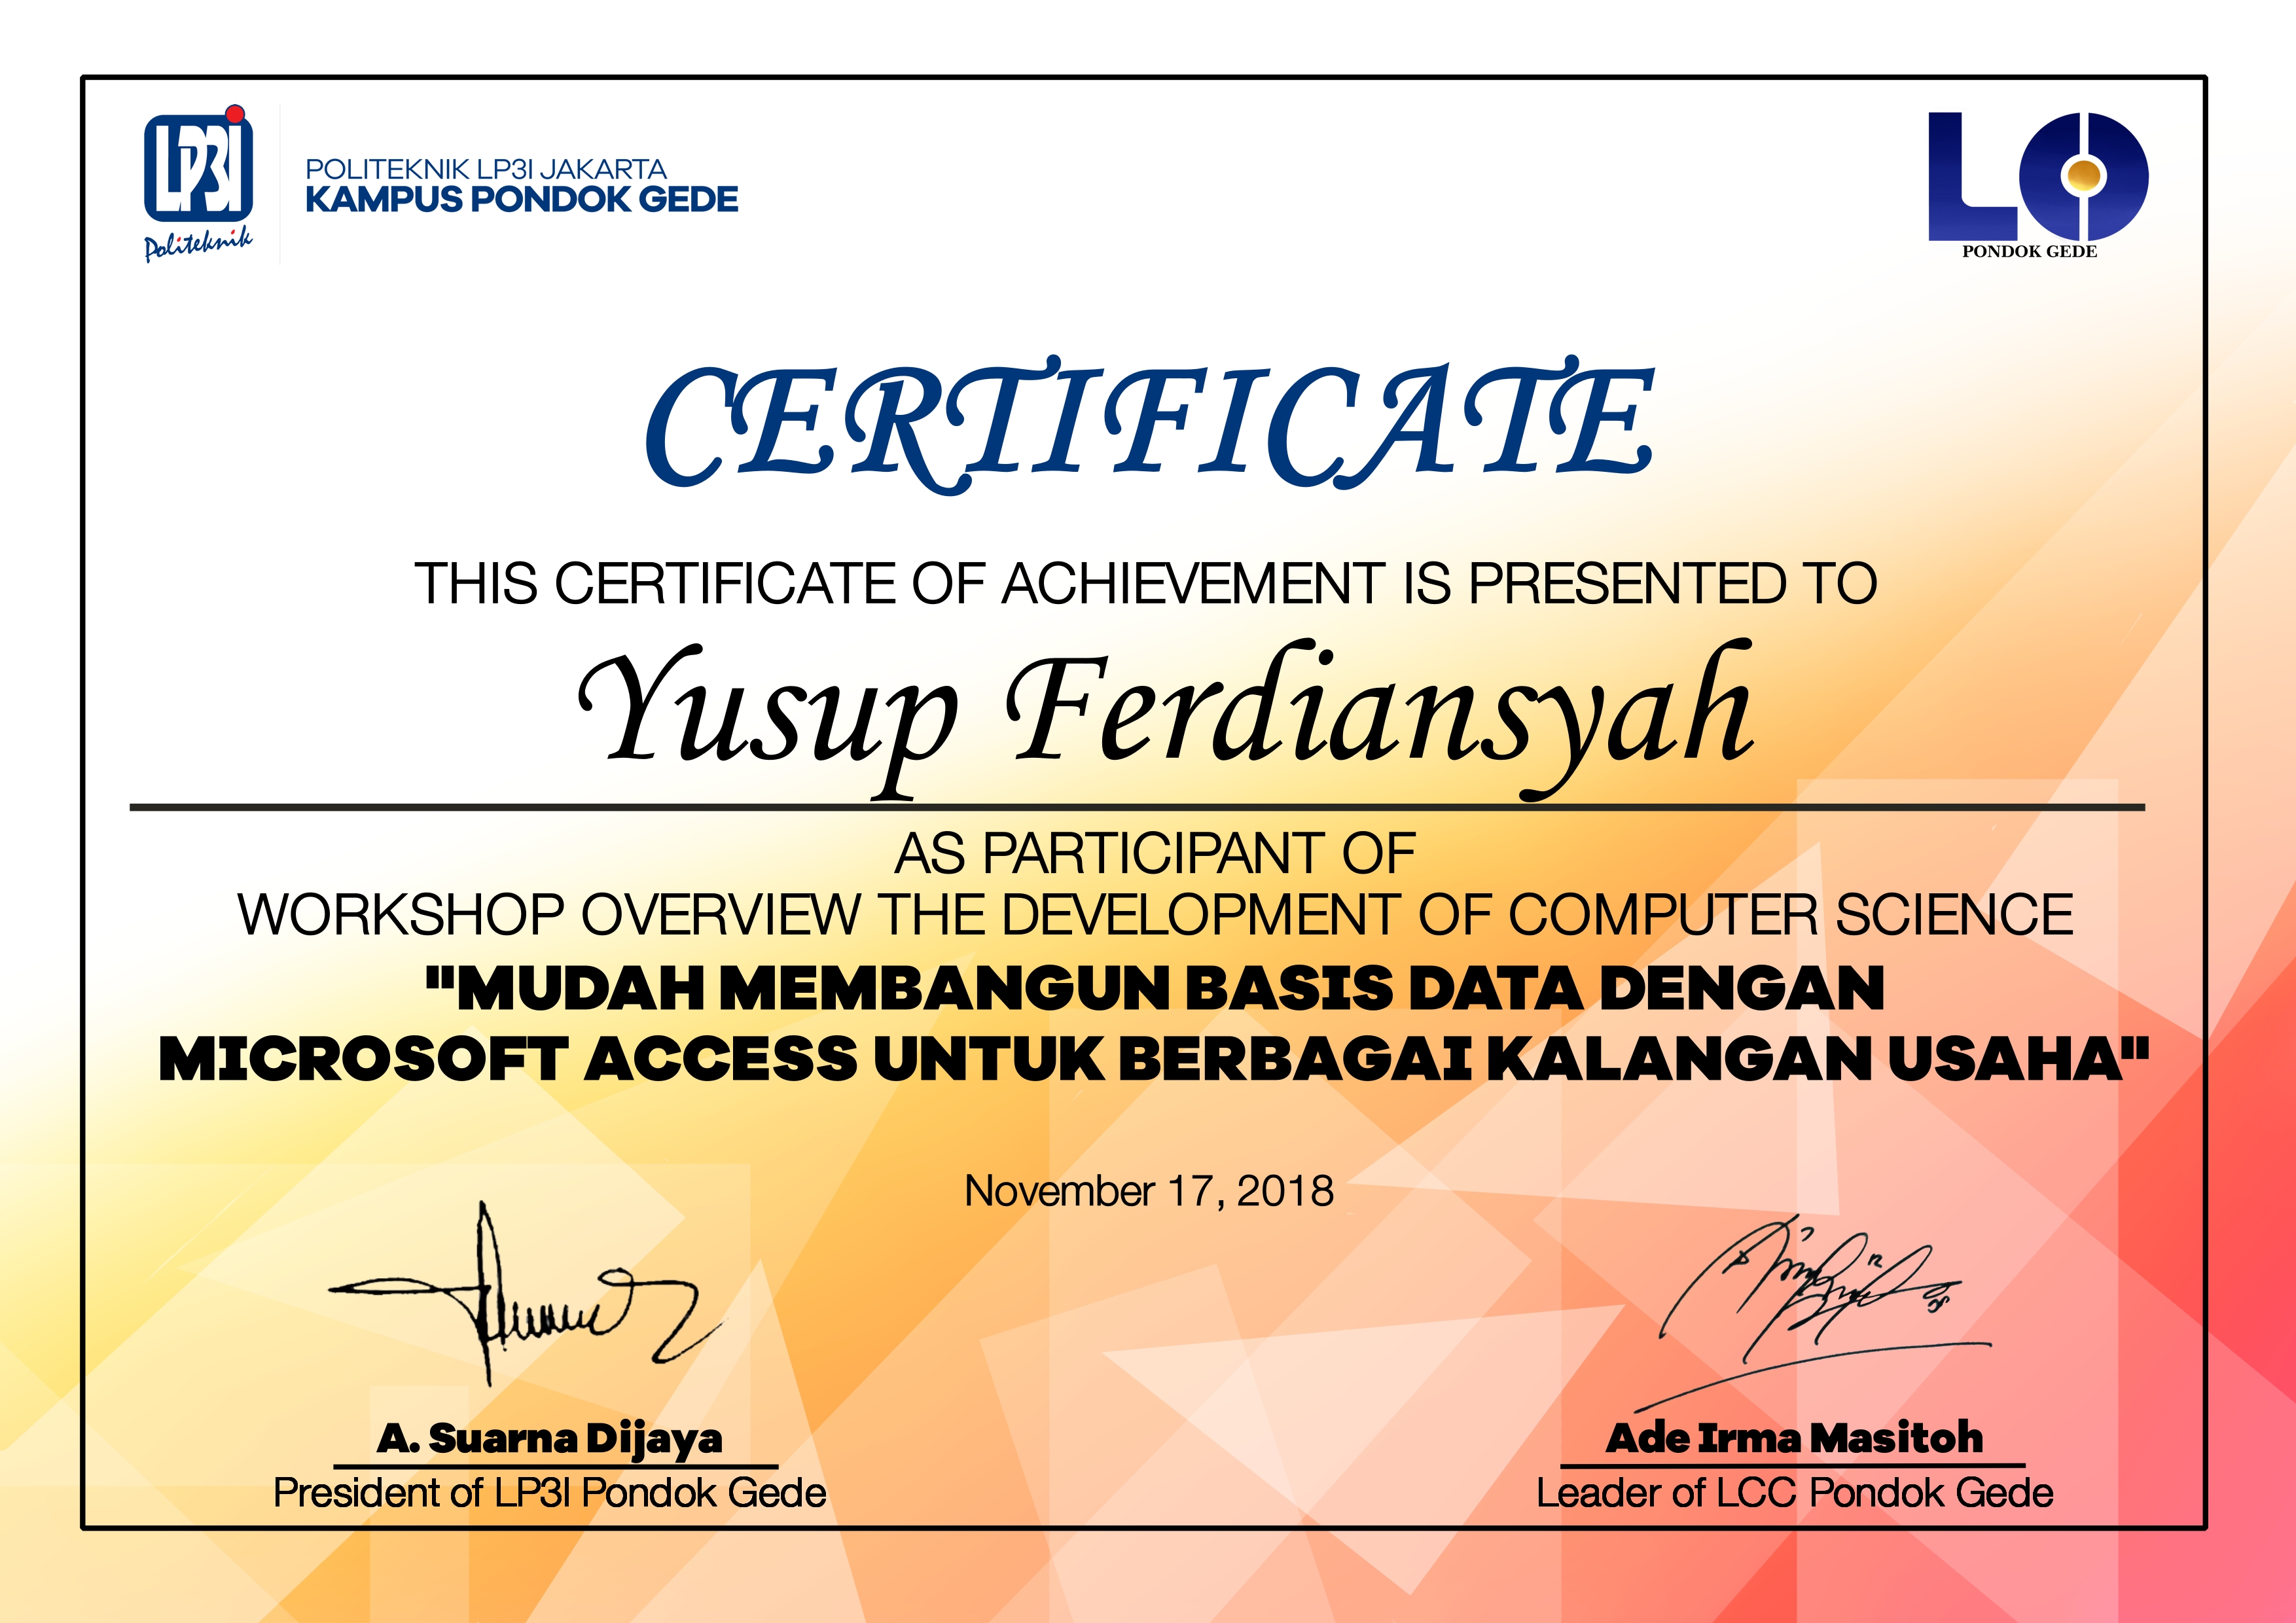 LP3I
Politeknik
POLITEKNIK LP3I JAKARTA
KAMPUS PONDOK GEDE
PONDOK GEDE
CERTIFICATE
THIS CERTIFICATE OF ACHIEVEMENT IS PRESENTED TO
Yusup Ferdiansyah
AS PARTICIPANT OF
WORKSHOP OVERVIEW THE DEVELOPMENT OF COMPUTER SCIENCE
"MUDAH MEMBANGUN BASIS DATA DENGAN
MICROSOFT ACCESS UNTUK BERBAGAI KALANGAN USAHA"
November 17, 2018
A. Suarna Dijaya
President of LP3I Pondok Gede
Ade Irma Masitoh
Leader of LCC Pondok Gede